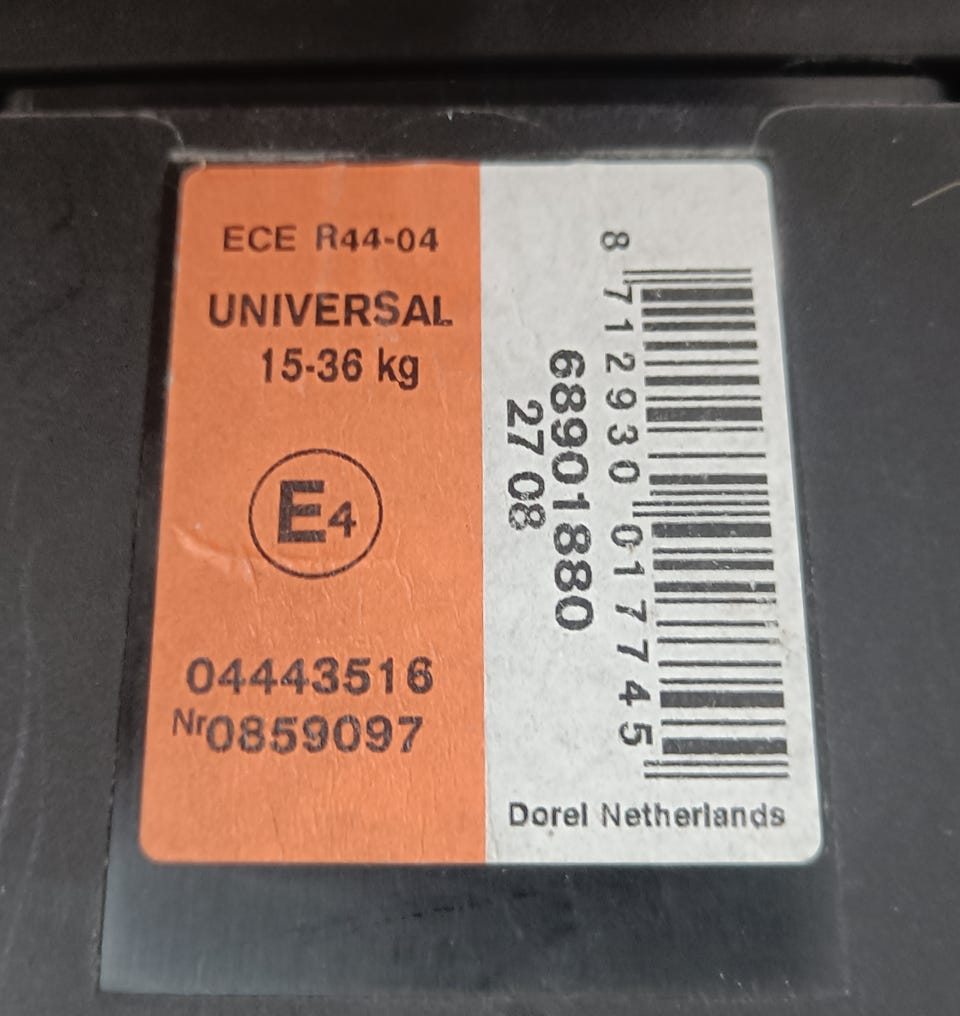 ECE R44-04
UNIVERSAL
15-36 kg
E4
04443516
Nr0859097
8 712930 017745
68901880
27 08
Dorel Netherlands